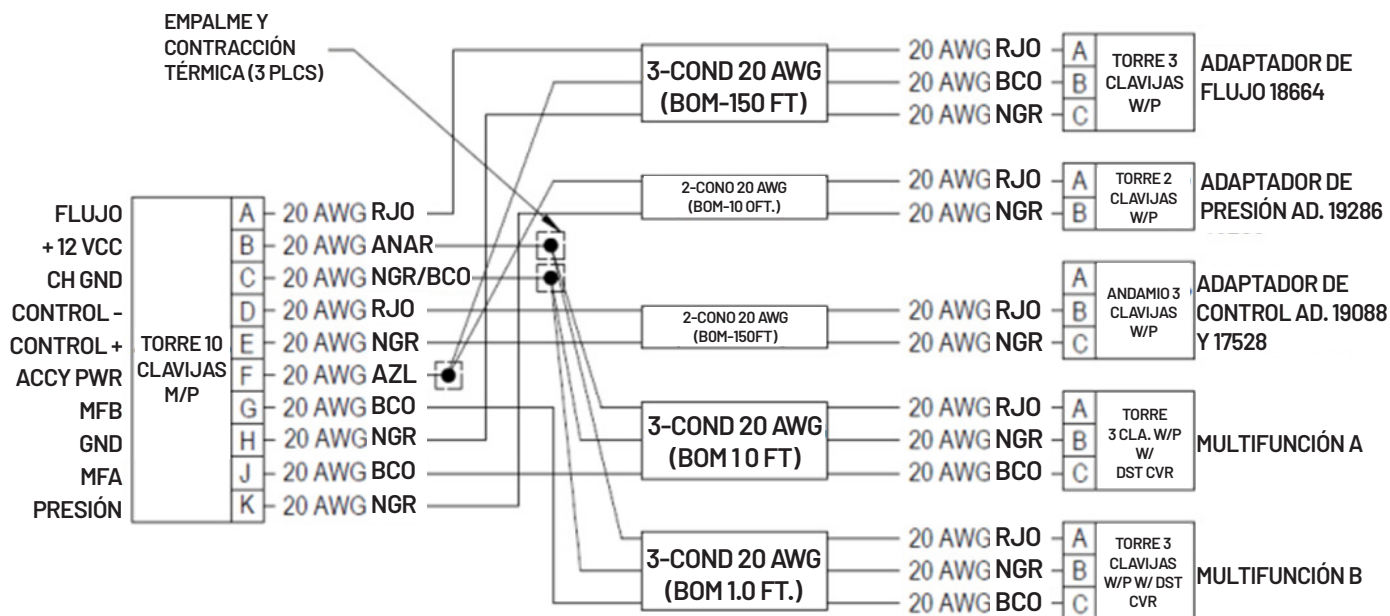 EMPALME Y
CONTRACCIÓN
TÉRMICA (3 PLCS)
FLUJO
+ 12 VCC
CH GND
CONTROL -
CONTROL +
ACCY PWR
MFB
GND
MFA
PRESIÓN
TORRE 10
CLAVIJAS
M/P
A 20 AWG RJO
B 20 AWG ANAR
C 20 AWG NGR/BCO
D 20 AWG RJO
E 20 AWG NGR
F 20 AWG AZL
G 20 AWG BCO
H 20 AWG NGR
J 20 AWG BCO
K 20 AWG NGR
3-COND 20 AWG
(BOM-150 FT)
20 AWG RJO A
20 AWG BCO B
20 AWG NGR C
TORRE 3
CLAVIJAS
W/P
ADAPTADOR DE
FLUJO 18664
2-CONO 20 AWG
(BOM-10 OFT.)
20 AWG RJO A
20 AWG NGR B
TORRE 2
CLAVIJAS
W/P
ADAPTADOR DE
PRESIÓN AD. 19286
2-CONO 20 AWG
(BOM-150FT)
A
20 AWG RJO B
20 AWG NGR C
ANDAMIO 3
CLAVIJAS
W/P
ADAPTADOR DE
CONTROL AD. 19088
Y 17528
3-COND 20 AWG
(BOM 1 0 FT)
20 AWG RJO A
20 AWG NGR B
20 AWG BCO C
TORRE
3 CLA. W/P
W/
DST CVR
MULTIFUNCIÓN A
3-COND 20 AWG
(BOM 1.0 FT.)
20 AWG RJO A
20 AWG NGR B
20 AWG BCO C
TORRE 3
CLAVIJAS
W/P W/ DST
CVR
MULTIFUNCIÓN B